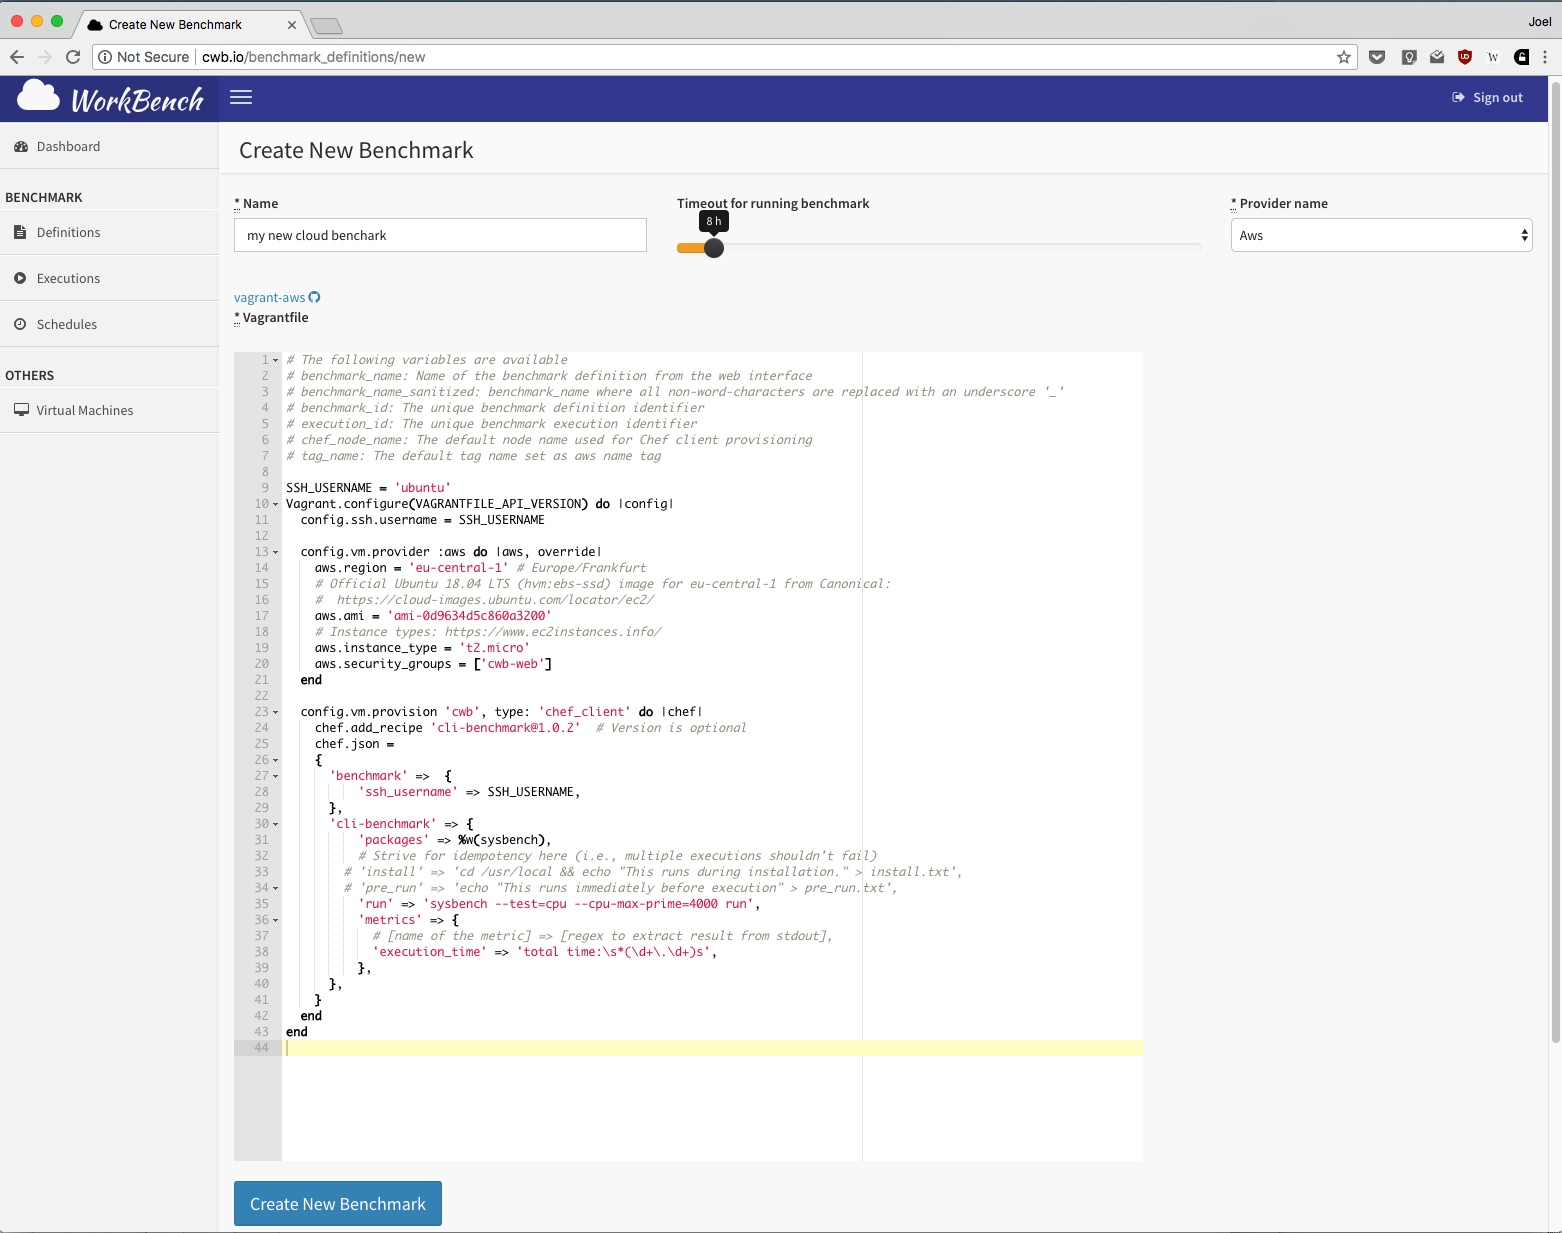 Create New Benchmark
Joel
Not Secure cwb.io/benchmark_definitions/new
WorkBench
Sign out
Dashboard
BENCHMARK
Definitions
Executions
Schedules
OTHERS
Virtual Machines
Create New Benchmark
* Name
my new cloud benchark
Timeout for running benchmark
8 h
* Provider name
Aws
vagrant-aws
* Vagrantfile
1 # The following variables are available
2 # benchmark_name: Name of the benchmark definition from the web interface
3 # benchmark_name_sanitized: benchmark_name where all non-word-characters are replaced with an underscore '_'
4 # benchmark_id: The unique benchmark definition identifier
5 # execution_id: The unique benchmark execution identifier
6 # chef_node_name: The default node name used for Chef client provisioning
7 # tag_name: The default tag name set as aws name tag
8
9 SSH_USERNAME = 'ubuntu'
10 Vagrant.configure(VAGRANTFILE_API_VERSION) do |config|
11 config.ssh.username = SSH_USERNAME
12
13 config.vm.provider :aws do |aws, override|
14 aws.region = 'eu-central-1' # Europe/Frankfurt
15 # Official Ubuntu 18.04 LTS (hvm:ebs-ssd) image for eu-central-1 from Canonical:
16 # https://cloud-images.ubuntu.com/locator/ec2/
17 aws.ami = 'ami-0d9634d5c860a3200'
18 # Instance types: https://www.ec2instances.info/
19 aws.instance_type = 't2.micro'
20 aws.security_groups = ['cwb-web']
21 end
22
23 config.vm.provision 'cwb', type: 'chef_client' do |chef|
24 chef.add_recipe 'cli-benchmark@1.0.2' # Version is optional
25 chef.json =
26 {
27 'benchmark' => {
28 'ssh_username' => SSH_USERNAME,
29 },
30 'cli-benchmark' => {
31 'packages' => %w(sysbench),
32 # Strive for idempotency here (i.e., multiple executions shouldn't fail)
33 # 'install' => 'cd /usr/local && echo "This runs during installation." > install.txt',
34 # 'pre_run' => 'echo "This runs immediately before execution" > pre_run.txt',
35 'run' => 'sysbench --test=cpu --cpu-max-prime=4000 run',
36 'metrics' => {
37 # [name of the metric] => [regex to extract result from stdout],
38 'execution_time' => 'total time:\s*(\d+\.\d+)s',
39 },
40 },
41 }
42 end
43 end
44
Create New Benchmark